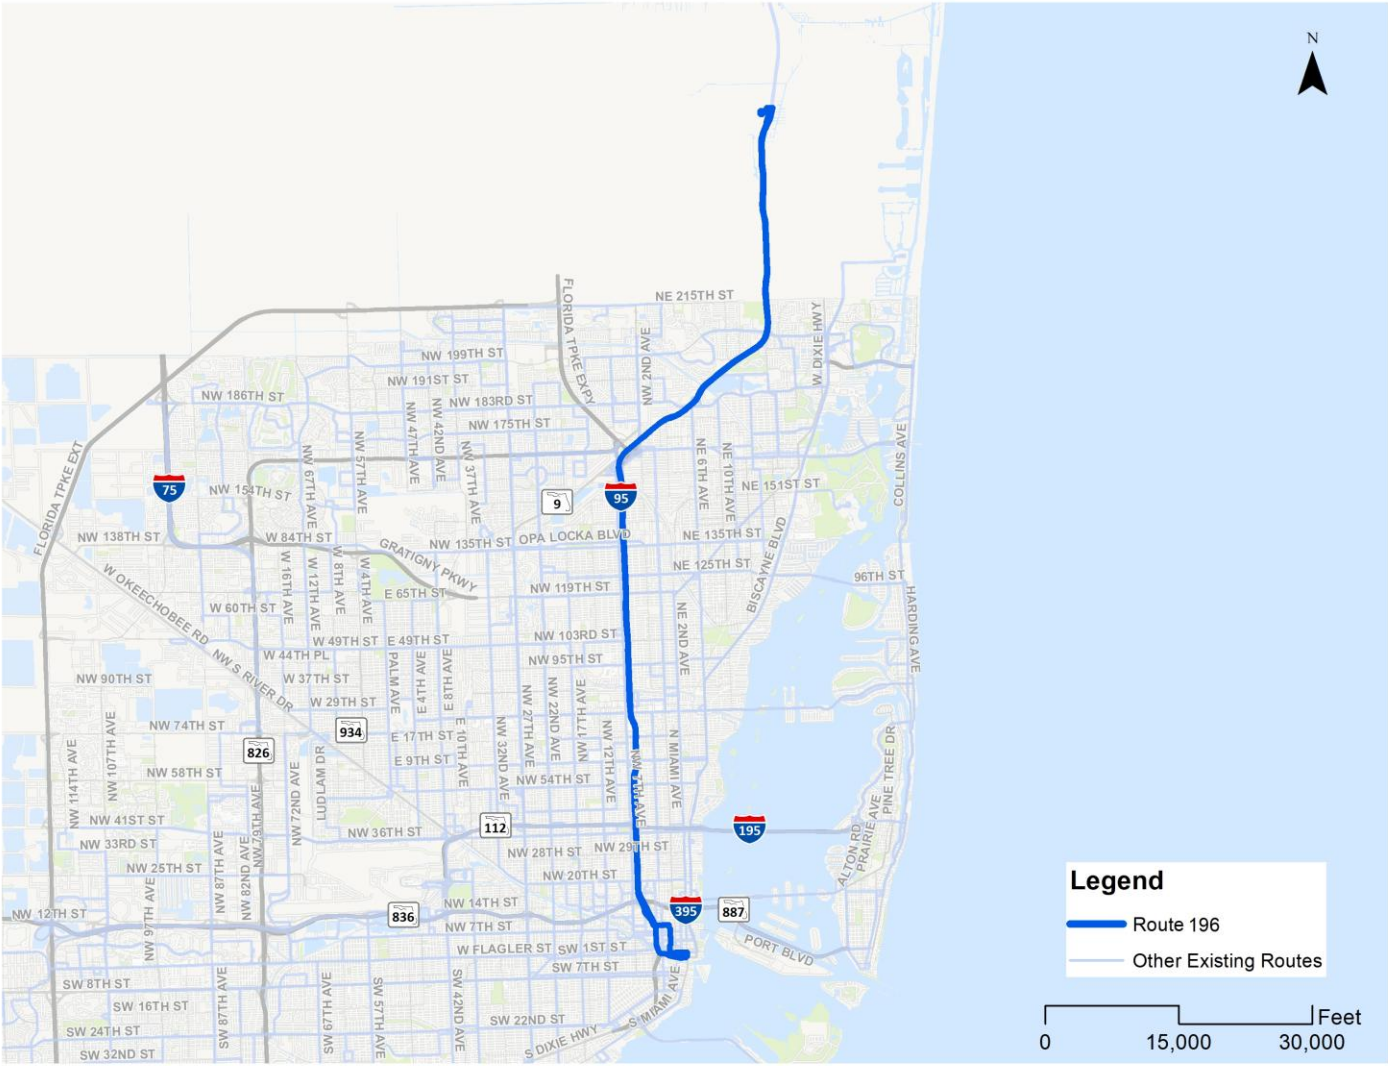 N
NE 215TH ST
FLORIDA TPKE EXPY
NW 2ND AVE
W DIXIE HWY
NW 199TH ST
NW 191ST ST
NW 186TH ST
NW 183RD ST
NW 175TH ST
NW 47TH AVE
NW 42ND AVE
NW 37TH AVE
NW 57TH AVE
NW 67TH AVE
NE 6TH AVE
NE 10TH AVE
COLLINS AVE
FLORIDA TPKE EXT
75
NW 154TH ST
9
95
NE 151ST ST
NW 138TH ST
W 84TH ST
GRATIGNY PKWY
NW 135TH ST
OPA LOCKA BLVD
NE 135TH ST
BISCAYNE BLVD
W OKEECHOBEE RD
W 16TH AVE
W 12TH AVE
W 8TH AVE
W 4TH AVE
NE 125TH ST
96TH ST
E 65TH ST
NW 119TH ST
HARDING AVE
W 60TH ST
NE 2ND AVE
W 49TH ST
E 49TH ST
NW 103RD ST
W 44TH PL
NW S RIVER DR
NW 95TH ST
PALM AVE
E 4TH AVE
E 8TH AVE
NW 90TH ST
W 37TH ST
W 29TH ST
NW 27TH AVE
NW 22ND AVE
NW 17TH AVE
NW 74TH ST
934
E 17TH ST
E 10TH AVE
NW 32ND AVE
NW 12TH AVE
N MIAMI AVE
PINE TREE DR
826
NW 114TH AVE
NW 107TH AVE
E 9TH ST
NW 58TH ST
LUDLAM DR
NW 72ND AVE
NW 54TH ST
NW 7TH AVE
NW 41ST ST
NW 36TH ST
112
195
ALTON RD
PRAIRIE AVE
NW 33RD ST
NW 79TH AVE
NW 28TH ST
NW 29TH ST
NW 25TH ST
NW 87TH AVE
NW 82ND AVE
NW 20TH ST
NW 12TH ST
NW 97TH AVE
836
NW 14TH ST
395
887
NW 7TH ST
W FLAGLER ST
SW 1ST ST
PORT BLVD
SW 7TH ST
SW 8TH ST
SW 87TH AVE
SW 67TH AVE
SW 57TH AVE
SW 42ND AVE
S MIAMI AVE
SW 16TH ST
SW 22ND ST
SW 24TH ST
S DIXIE HWY
SW 32ND ST
Legend
Route 196
Other Existing Routes
Feet
0 15,000 30,000